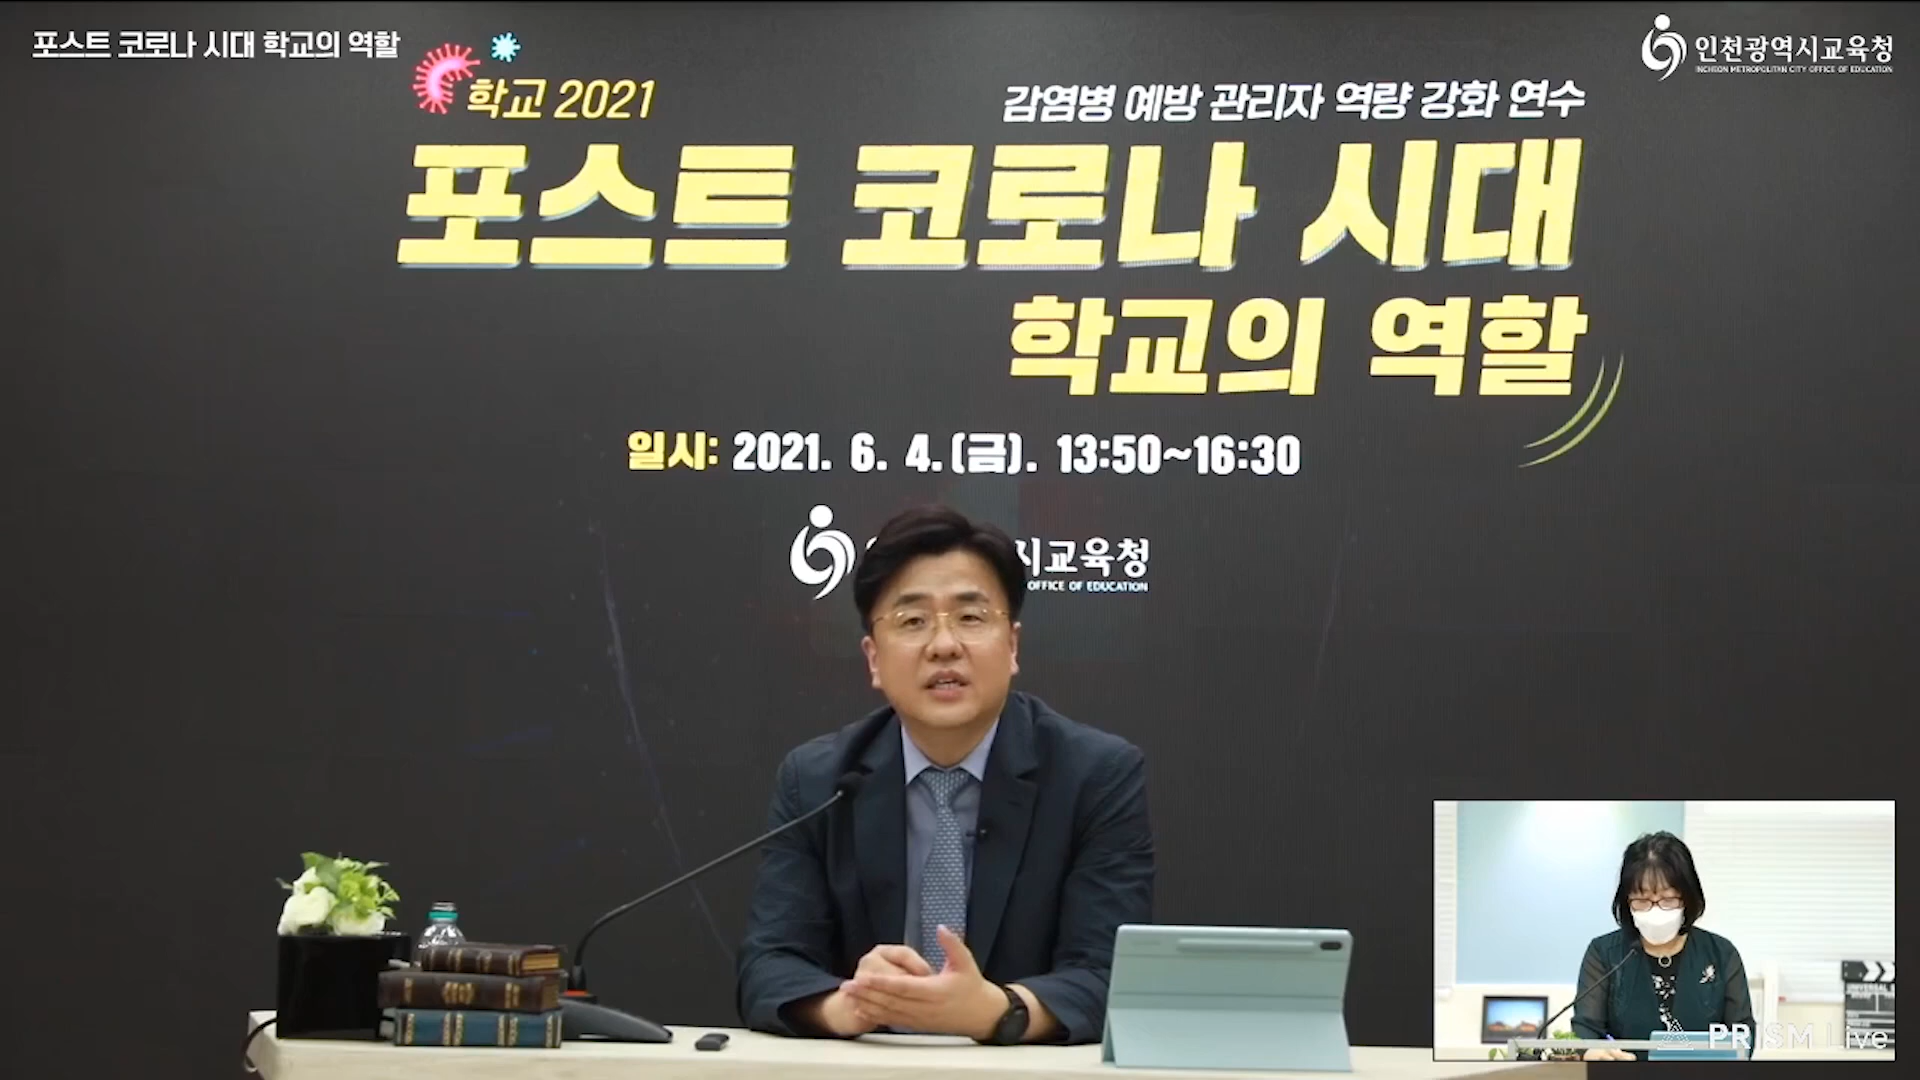 포스트 코로나 시대 학교의 역할
인천광역시교육청
INCHEON METROPOLITAN CITY OFFICE OF EDUCATION
학교 2021
감염병 예방 관리자 역량 강화 연수
포스트 코로나 시대
학교의 역할
일시: 2021. 6. 4.(금). 13:50~16:30
시교육청
OFFICE OF EDUCATION
PRISM Live